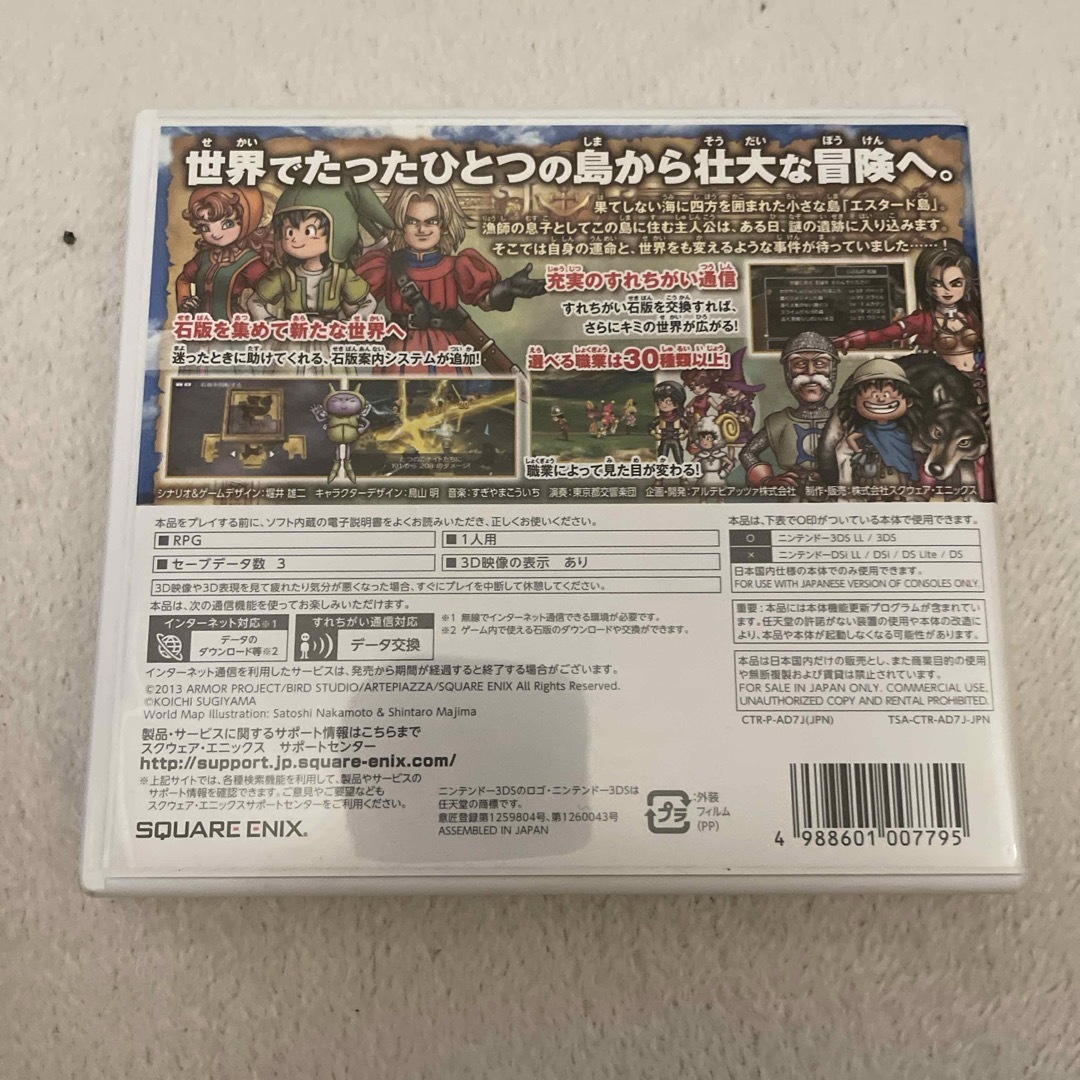 世界でたったひとつの島から壮大な冒険へ。
果てしない海に四方を囲まれた小さな島「エスタード島」。
漁師の息子としてこの島に住む主人公は、ある日、謎の遺跡に入り込みます。
そこでは自身の運命と、世界をも変えるような事件が待っていました……!
石版を集めて新たな世界へ
迷ったときに助けてくれる、石版案内システムが追加!
充実のすれちがい通信
すれちがい石版を交換すれば、
さらにキミの世界が広がる!
選べる職業は30種類以上!
職業によって見た目が変わる!
シナリオ&ゲームデザイン:堀井 雄二 キャラクターデザイン:鳥山 明 音楽:すぎやまこういち 演奏:東京都交響楽団 企画・開発:アルテピアッツァ株式会社 制作・販売:株式会社スクウェア・エニックス
本品をプレイする前に、ソフト内蔵の電子説明書をよくお読みいただき、正しくお使いください。
■RPG
■1人用
■セーブデータ数 3
■3D映像の表示 あり
3D映像や3D表現を見て疲れたり気分が悪くなった場合、すぐにプレイを中断して休憩してください。
本品は、次の通信機能を使ってお楽しみいただけます。
インターネット対応※1
データの
ダウンロード等※2
すれちがい通信対応
データ交換
※1 無線でインターネット通信できる環境が必要です。
※2 ゲーム内で使える石版のダウンロードや交換ができます。
インターネット通信を利用したサービスは、発売から期間が経過すると終了する場合がございます。
©2013 ARMOR PROJECT/BIRD STUDIO/ARTEPIAZZA/SQUARE ENIX All Rights Reserved.
©KOICHI SUGIYAMA
World Map Illustration: Satoshi Nakamoto & Shintaro Majima
製品・サービスに関するサポート情報はこちらまで
スクウェア・エニックス サポートセンター
http://support.jp.square-enix.com/
※上記サイトでは、各種検索機能を利用して、製品やサービスの
サポート情報を確認できます。ご意見やご要望なども
スクウェア・エニックスサポートセンターをご利用ください。
SQUARE ENIX.
本品は、下表で○印がついている本体で使用できます。
○ ニンテンドー3DS LL / 3DS
× ニンテンドーDSi LL / DSi / DS Lite / DS
日本国内仕様の本体でのみ使用できます。
FOR USE WITH JAPANESE VERSION OF CONSOLES ONLY.
重要:本品には本体機能更新プログラムが含まれてい
ます。任天堂の許諾がない装置の使用や本体の改造によ
り、本品や本体が起動しなくなる可能性があります。
本品は日本国内だけの販売とし、また商業目的の使用
や無断複製および賃貸は禁止されています。
FOR SALE IN JAPAN ONLY. COMMERCIAL USE,
UNAUTHORIZED COPY AND RENTAL PROHIBITED.
CTR-P-AD7J(JPN) TSA-CTR-AD7J-JPN
ニンテンドー3DSのロゴ・ニンテンドー3DSは
任天堂の商標です。
意匠登録第1259804号、第1260043号
ASSEMBLED IN JAPAN
プラ
:外装
フィルム
(PP)
4 988601 007795